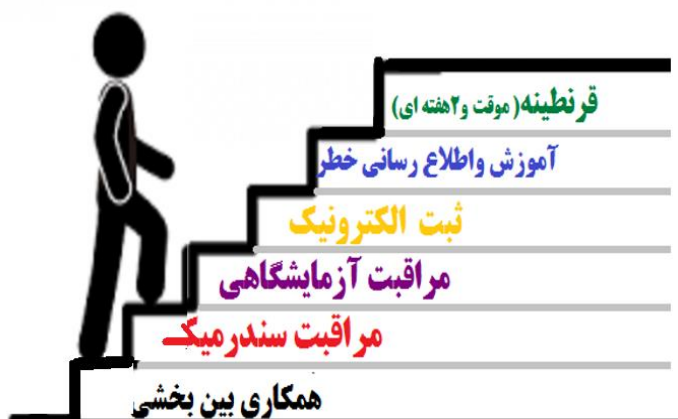 قرنطینه( موقت و۲هفته ای)
آموزش واطلاع رسانی خطر
ثبت الکترونیک
مراقبت آزمایشگاهی
مراقبت سندرمیک
همکاری بین بخشی